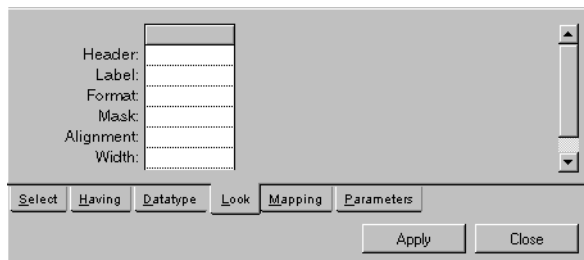 Header:
Label:
Format:
Mask:
Alignment:
Width:
Select Having Datatype Look Mapping Parameters
Apply Close